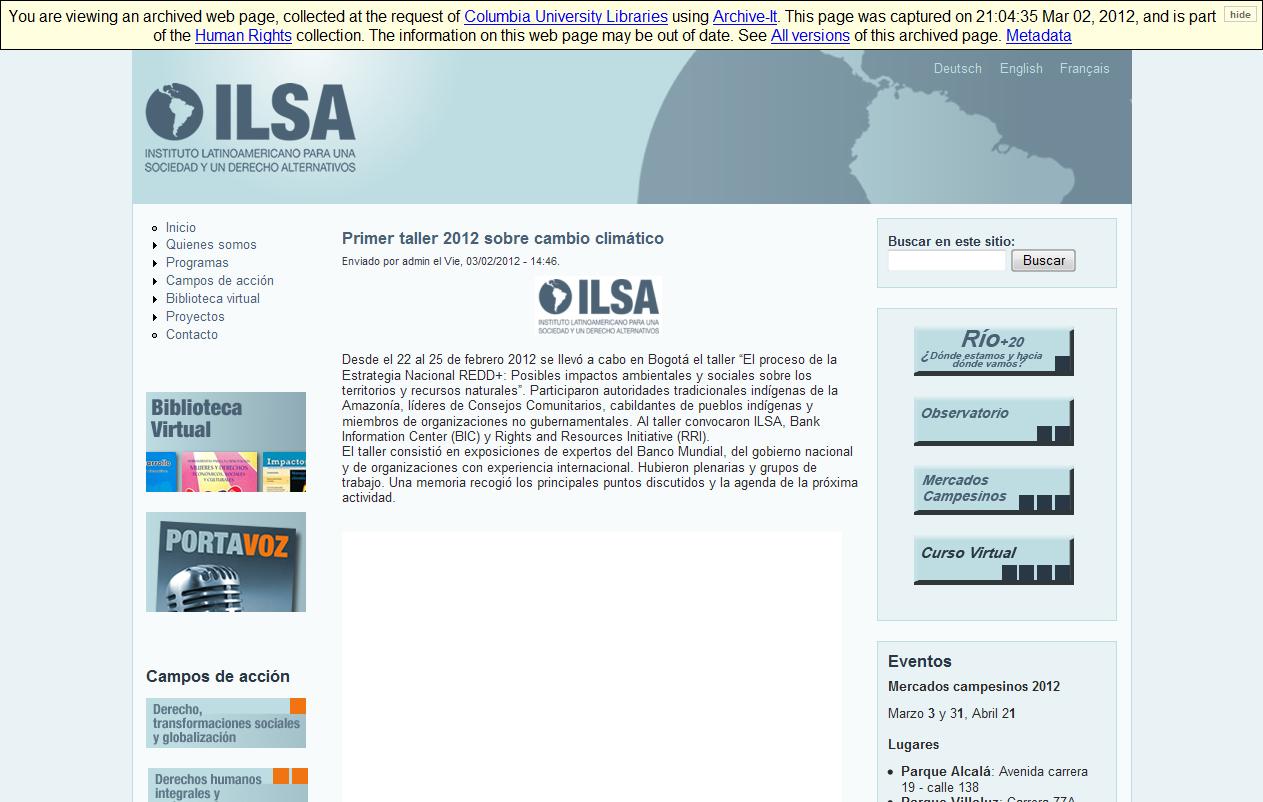 You are viewing an archived web page, collected at the request of Columbia University Libraries using Archive-It. This page was captured on 21:04:35 Mar 02, 2012, and is part
of the Human Rights collection. The information on this web page may be out of date. See All versions of this archived page. Metadata
hide
Deutsch English Français
ILSA
INSTITUTO LATINOAMERICANO PARA UNA
SOCIEDAD Y UN DERECHO ALTERNATIVOS
Inicio
Quienes somos
Programas
Campos de acción
Biblioteca virtual
Proyectos
Contacto
Biblioteca
Virtual
MUJERES Y DERECHOS
ECONÓMICOS, SOCIALES
Y CULTURALES
Impactos
PORTAVOZ
Campos de acción
Derecho,
transformaciones sociales
y globalización
Derechos humanos
integrales y
Primer taller 2012 sobre cambio climático
Enviado por admin el Vie, 03/02/2012 - 14:46.
ILSA
INSTITUTO LATINOAMERICANO PARA UNA
SOCIEDAD Y UN DERECHO ALTERNATIVOS
Desde el 22 al 25 de febrero 2012 se llevó a cabo en Bogotá el taller “El proceso de la
Estrategia Nacional REDD+: Posibles impactos ambientales y sociales sobre los
territorios y recursos naturales”. Participaron autoridades tradicionales indígenas de la
Amazonía, líderes de Consejos Comunitarios, cabildantes de pueblos indígenas y
miembros de organizaciones no gubernamentales. Al taller convocaron ILSA, Bank
Information Center (BIC) y Rights and Resources Initiative (RRI).
El taller consistió en exposiciones de expertos del Banco Mundial, del gobierno nacional
y de organizaciones con experiencia internacional. Hubieron plenarias y grupos de
trabajo. Una memoria recogió los principales puntos discutidos y la agenda de la próxima
actividad.
Buscar en este sitio:
Buscar
Río+20
¿Dónde estamos y hacia
dónde vamos?
Observatorio
Mercados
Campesinos
Curso Virtual
Eventos
Mercados campesinos 2012
Marzo 3 y 31, Abril 21
Lugares
Parque Alcalá: Avenida carrera
19 - calle 138
Parque Villaluz: Carrera 77A